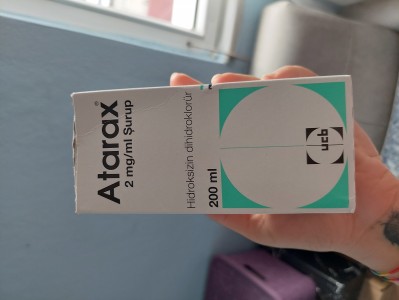 Atarax®
2 mg/ml Şurup
Hidroksizin dihidroklorür
200 ml
ucb